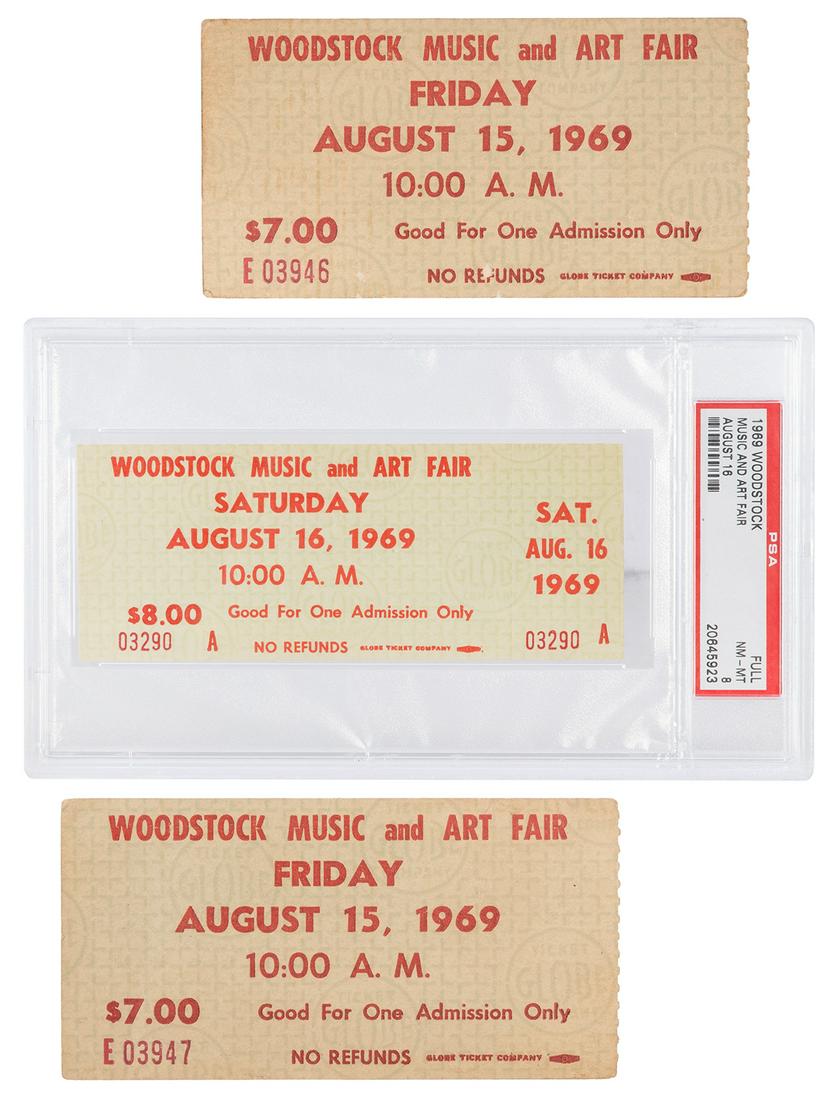 WOODSTOCK MUSIC and ART FAIR
FRIDAY
AUGUST 15, 1969
10:00 A. M.
$7.00 Good For One Admission Only
E 03946 NO REFUNDS GLOBE TICKET COMPANY
WOODSTOCK MUSIC and ART FAIR
SATURDAY
AUGUST 16, 1969
10:00 A. M.
$8.00 Good For One Admission Only
03290 A NO REFUNDS GLOBE TICKET COMPANY
SAT.
AUG. 16
1969
03290 A
PSA
1969 WOODSTOCK FULL
MUSIC AND ART FAIR NM-MT 8
AUGUST 16
20645923
WOODSTOCK MUSIC and ART FAIR
FRIDAY
AUGUST 15, 1969
10:00 A. M.
$7.00 Good For One Admission Only
E 03947 NO REFUNDS GLOBE TICKET COMPANY